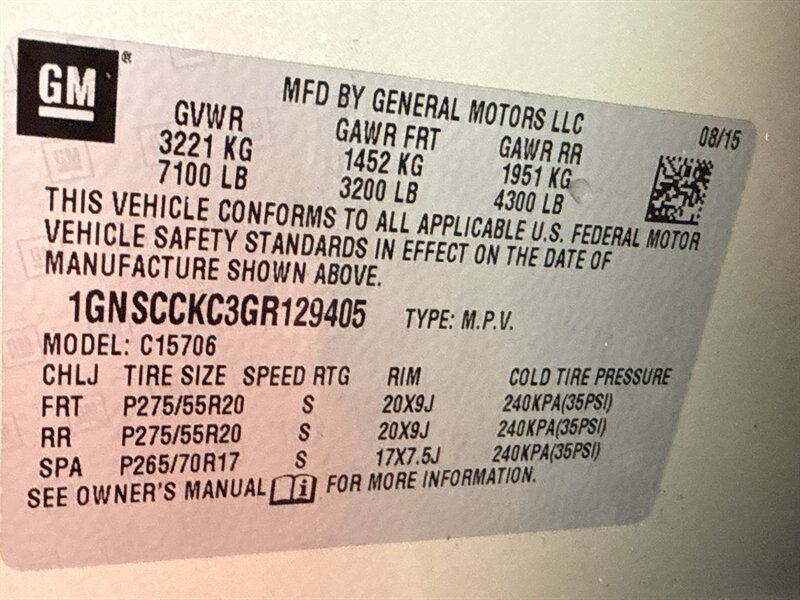 GM
MFD BY GENERAL MOTORS LLC
08/15
GVWR GAWR FRT GAWR RR
3221 KG 1452 KG 1951 KG
7100 LB 3200 LB 4300 LB
THIS VEHICLE CONFORMS TO ALL APPLICABLE U.S. FEDERAL MOTOR
VEHICLE SAFETY STANDARDS IN EFFECT ON THE DATE OF
MANUFACTURE SHOWN ABOVE.
1GNSCCKC3GR129405 TYPE: M.P.V.
MODEL: C15706
CHLJ TIRE SIZE SPEED RTG RIM COLD TIRE PRESSURE
FRT P275/55R20 S 20X9J 240KPA(35PSI)
RR P275/55R20 S 20X9J 240KPA(35PSI)
SPA P265/70R17 S 17X7.5J 240KPA(35PSI)
SEE OWNER'S MANUAL FOR MORE INFORMATION.